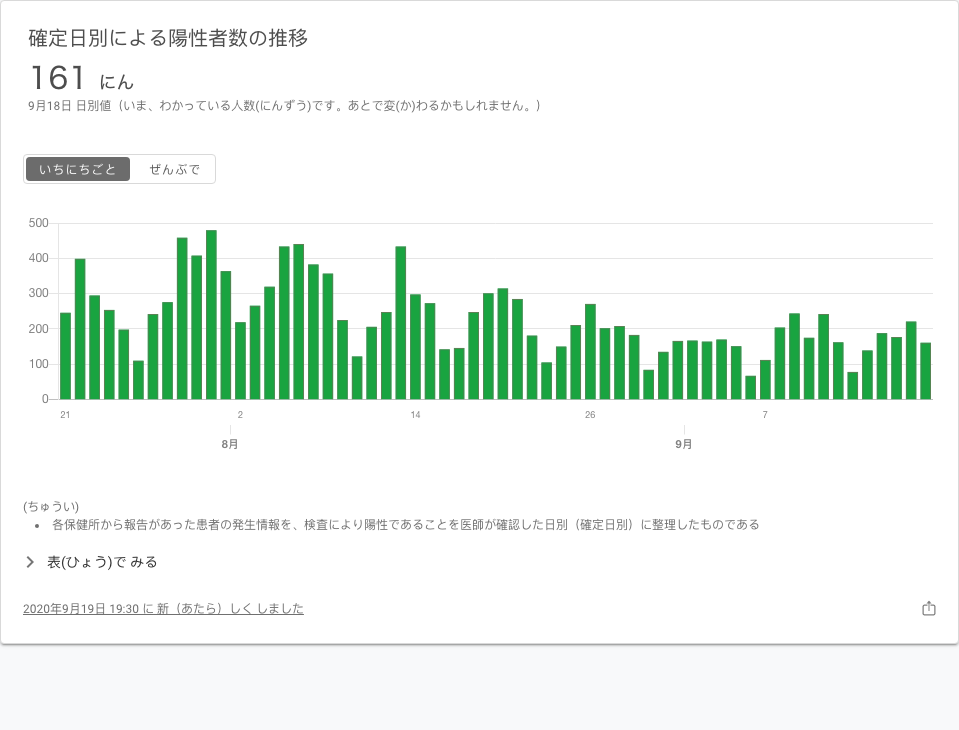 確定日別による陽性者数の推移
161 にん
9月18日 日別値（いま、わかっている人数(にんずう)です。あとで変(か)わるかもしれません。）
いちにちごと ぜんぶで
500
400
300
200
100
0
21 2 14 26 7
8月 9月
(ちゅうい)
• 各保健所から報告があった患者の発生情報を、検査により陽性であることを医師が確認した日別（確定日別）に整理したものである
表(ひょう)で みる
2020年9月19日 19:30 に 新（あたら）しく しました